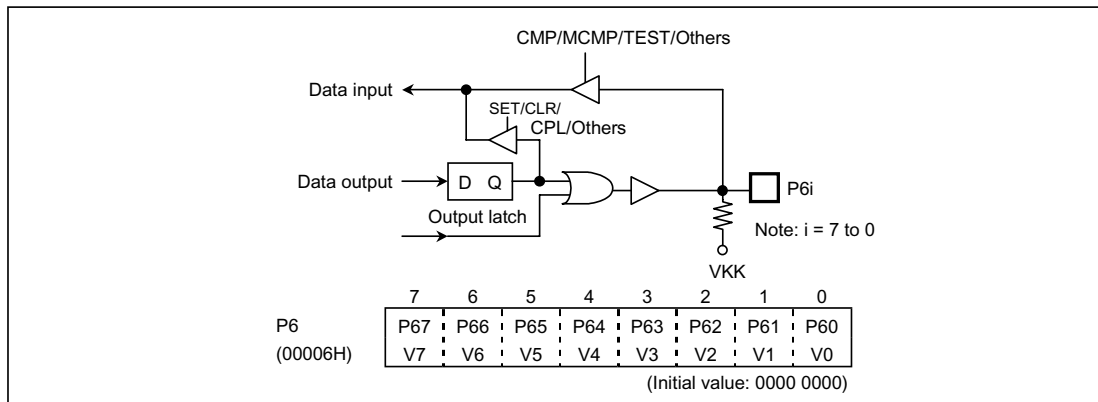 CMP/MCMP/TEST/Others
Data input
SET/CLR/
CPL/Others
Data output
D Q
P6i
Output latch
Note: i = 7 to 0
VKK
7 6 5 4 3 2 1 0
P6 P67 P66 P65 P64 P63 P62 P61 P60
(00006H) V7 V6 V5 V4 V3 V2 V1 V0
(Initial value: 0000 0000)